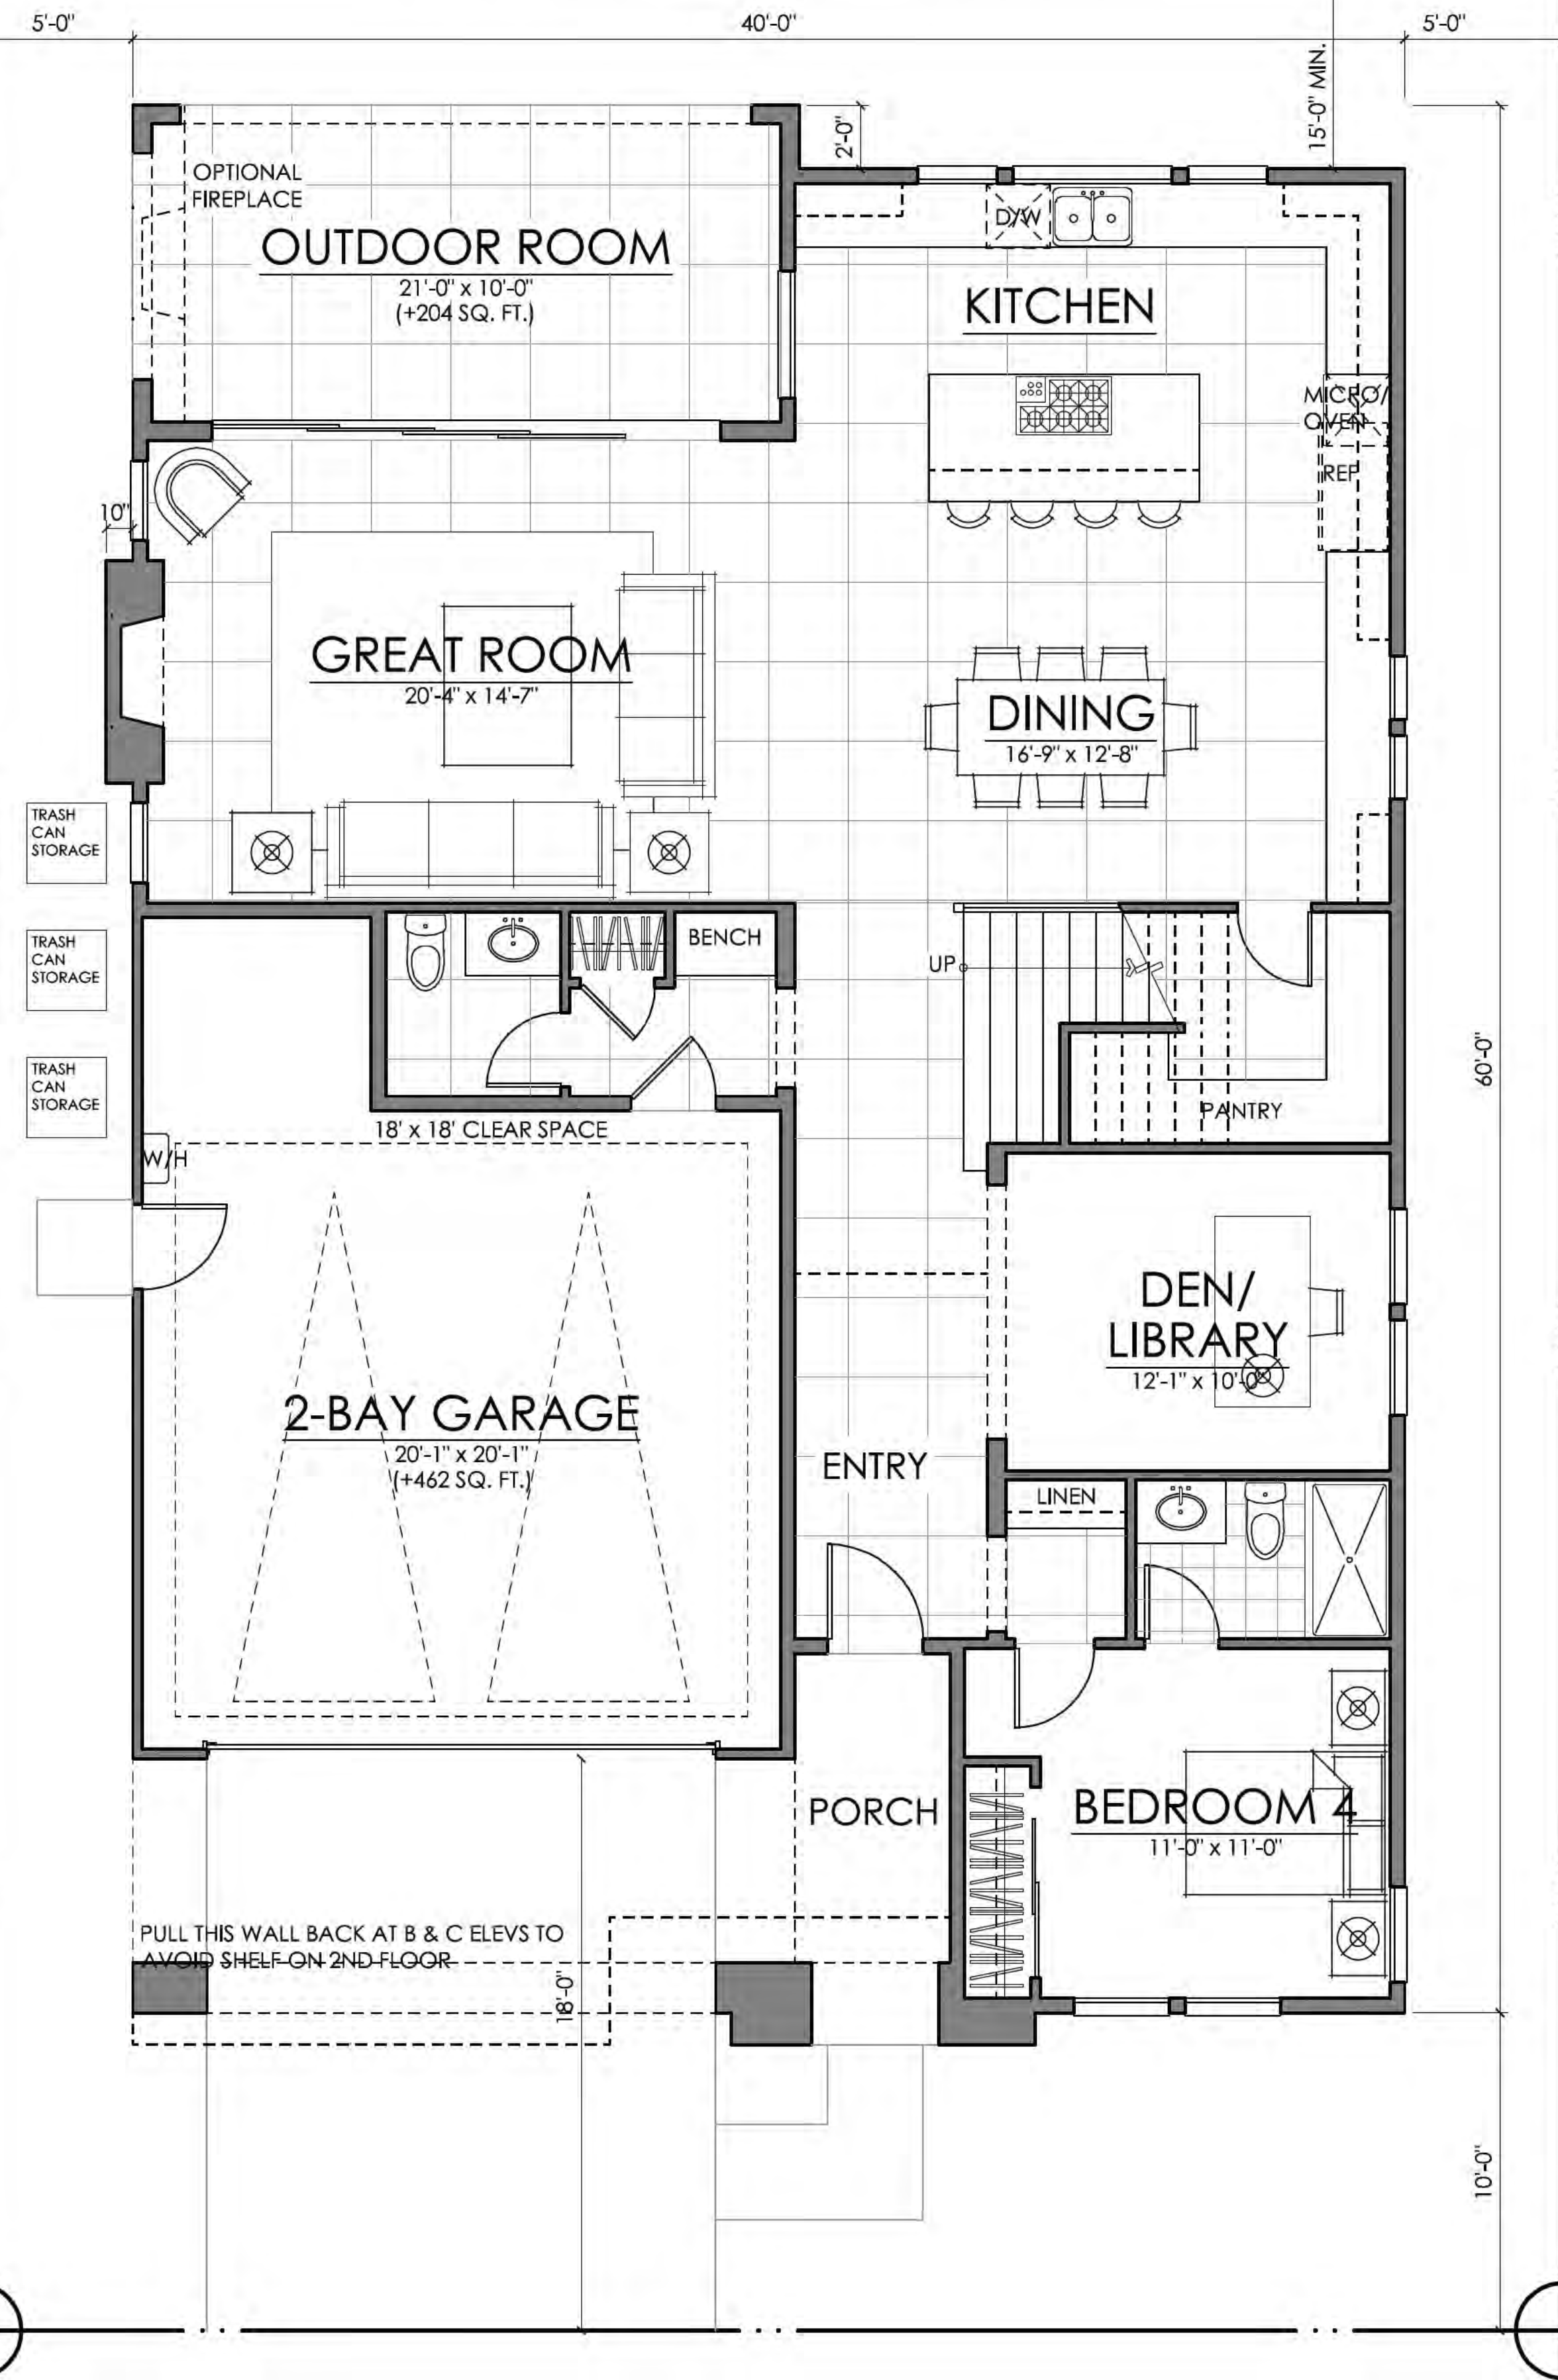 5'-0"
40'-0"
5'-0"
15'-0" MIN.
2'-0"
OPTIONAL
FIREPLACE
OUTDOOR ROOM
21'-0" x 10'-0"
(+204 SQ. FT.)
D/W
KITCHEN
MICRO/
OVEN
REF
10"
GREAT ROOM
20'-4" x 14'-7"
DINING
16'-9" x 12'-8"
TRASH
CAN
STORAGE
TRASH
CAN
STORAGE
TRASH
CAN
STORAGE
BENCH
UP
60'-0"
PANTRY
18' x 18' CLEAR SPACE
W/H
DEN/
LIBRARY
12'-1" x 10'-0"
2-BAY GARAGE
20'-1" x 20'-1"
(+462 SQ. FT.)
ENTRY
LINEN
PORCH
BEDROOM 4
11'-0" x 11'-0"
PULL THIS WALL BACK AT B & C ELEVS TO
AVOID SHELF ON 2ND FLOOR
18'-0"
10'-0"